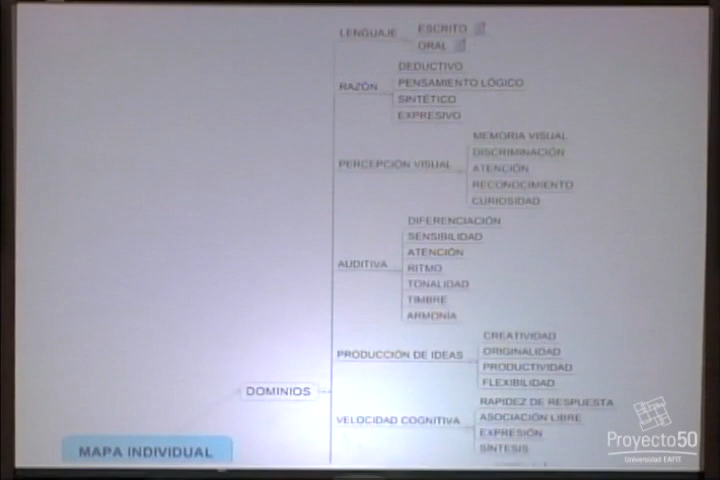 LENGUAJE
ESCRITO
ORAL
RAZÓN
DEDUCTIVO
PENSAMIENTO LÓGICO
SINTÉTICO
EXPRESIVO
PERCEPCIÓN VISUAL
MEMORIA VISUAL
DISCRIMINACIÓN
ATENCIÓN
RECONOCIMIENTO
CURIOSIDAD
AUDITIVA
DIFERENCIACIÓN
SENSIBILIDAD
ATENCIÓN
RITMO
TONALIDAD
TIMBRE
ARMONÍA
PRODUCCIÓN DE IDEAS
CREATIVIDAD
ORIGINALIDAD
PRODUCTIVIDAD
FLEXIBILIDAD
DOMINIOS
VELOCIDAD COGNITIVA
RAPIDEZ DE RESPUESTA
ASOCIACIÓN LIBRE
EXPRESIÓN
SÍNTESIS
MAPA INDIVIDUAL
Proyecto50
Universidad EAFIT